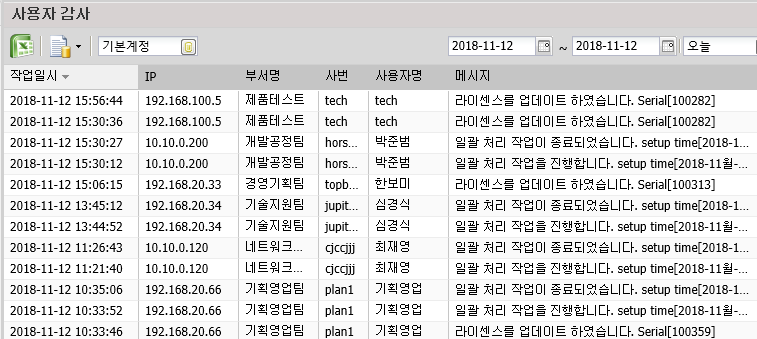 사용자 감사
기본계정 2018-11-12 ~ 2018-11-12 오늘
작업일시 IP 부서명 사번 사용자명 메시지
2018-11-12 15:56:44 192.168.100.5 제품테스트 tech tech 라이센스를 업데이트 하였습니다. Serial[100282]
2018-11-12 15:30:36 192.168.100.5 제품테스트 tech tech 라이센스를 업데이트 하였습니다. Serial[100282]
2018-11-12 15:30:27 10.10.0.200 개발공정팀 hors... 박준범 일괄 처리 작업이 종료되었습니다. setup time[2018-1...
2018-11-12 15:30:12 10.10.0.200 개발공정팀 hors... 박준범 일괄 처리 작업을 진행합니다. setup time[2018-11월-...
2018-11-12 15:06:15 192.168.20.33 경영기획팀 topb... 한보미 라이센스를 업데이트 하였습니다. Serial[100313]
2018-11-12 13:45:12 192.168.20.34 기술지원팀 jupit... 심경식 일괄 처리 작업이 종료되었습니다. setup time[2018-1...
2018-11-12 13:44:52 192.168.20.34 기술지원팀 jupit... 심경식 일괄 처리 작업을 진행합니다. setup time[2018-11월-...
2018-11-12 11:26:43 10.10.0.120 네트워크... cjccjjj 최재영 일괄 처리 작업이 종료되었습니다. setup time[2018-1...
2018-11-12 11:21:40 10.10.0.120 네트워크... cjccjjj 최재영 일괄 처리 작업을 진행합니다. setup time[2018-11월-...
2018-11-12 10:35:06 192.168.20.66 기획영업팀 plan1 기획영업 일괄 처리 작업이 종료되었습니다. setup time[2018-1...
2018-11-12 10:33:52 192.168.20.66 기획영업팀 plan1 기획영업 일괄 처리 작업을 진행합니다. setup time[2018-11월-...
2018-11-12 10:33:46 192.168.20.66 기획영업팀 plan1 기획영업 라이센스를 업데이트 하였습니다. Serial[100359]